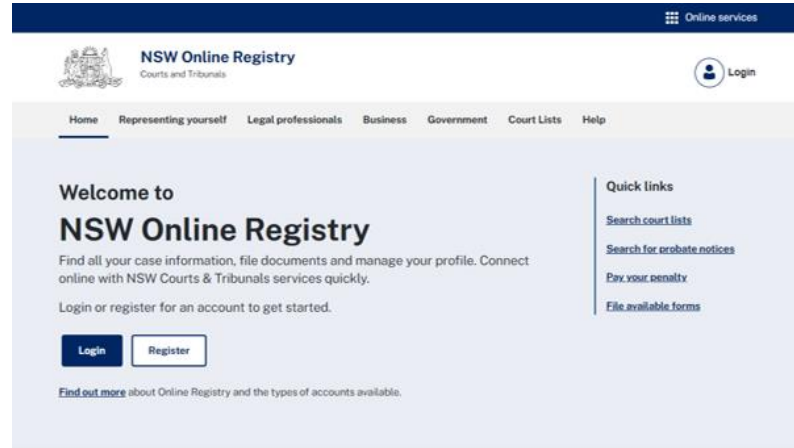 Online services
NSW Online Registry
Courts and Tribunals
Login
Home Representing yourself Legal professionals Business Government Court Lists Help
Welcome to
NSW Online Registry
Find all your case information, file documents and manage your profile. Connect
online with NSW Courts & Tribunals services quickly.
Login or register for an account to get started.
Login Register
Find out more about Online Registry and the types of accounts available.
Quick links
Search court lists
Search for probate notices
Pay your penalty
File available forms